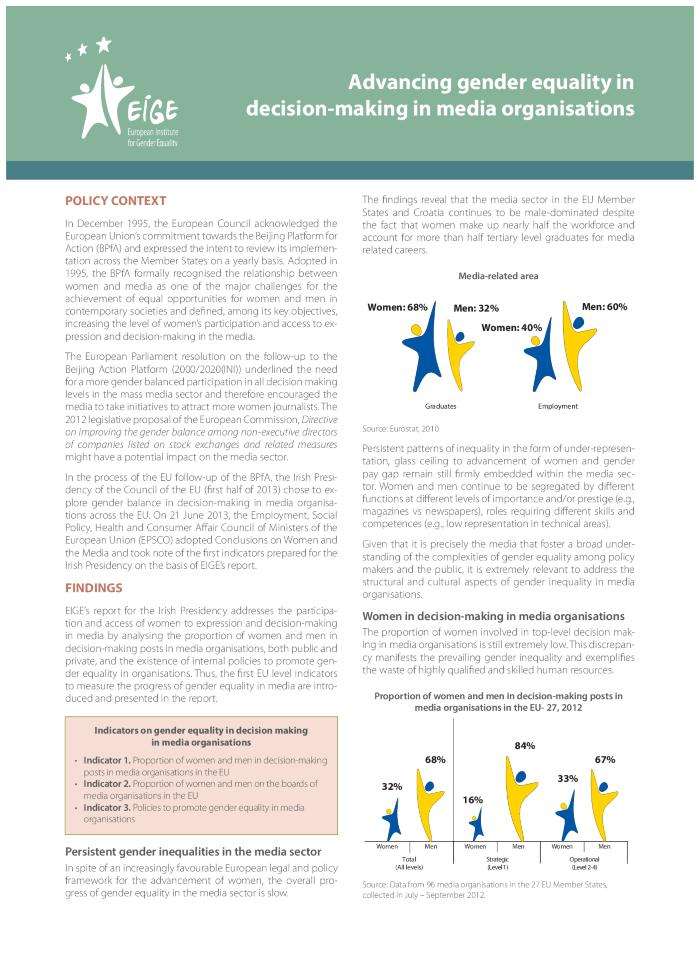 EIGE
European Institute
for Gender Equality
Advancing gender equality in
decision-making in media organisations
POLICY CONTEXT
In December 1995, the European Council acknowledged the
European Union's commitment towards the Beijing Platform for
Action (BPfA) and expressed the intent to review its implemen-
tation across the Member States on a yearly basis. Adopted in
1995, the BPfA formally recognised the relationship between
women and media as one of the major challenges for the
achievement of equal opportunities for women and men in
contemporary societies and defined, among its key objectives,
increasing the level of women's participation and access to ex-
pression and decision-making in the media.
The European Parliament resolution on the follow-up to the
Beijing Action Platform (2000/2020(INI)) underlined the need
for a more gender balanced participation in all decision making
levels in the mass media sector and therefore encouraged the
media to take initiatives to attract more women journalists. The
2012 legislative proposal of the European Commission, Directive
on improving the gender balance among non-executive directors
of companies listed on stock exchanges and related measures
might have a potential impact on the media sector.
In the process of the EU follow-up of the BPfA, the Irish Presi-
dency of the Council of the EU (first half of 2013) chose to ex-
plore gender balance in decision-making in media organisa-
tions across the EU. On 21 June 2013, the Employment, Social
Policy, Health and Consumer Affair Council of Ministers of the
European Union (EPSCO) adopted Conclusions on Women and
the Media and took note of the first indicators prepared for the
Irish Presidency on the basis of EIGE's report.
FINDINGS
EIGE's report for the Irish Presidency addresses the participa-
tion and access of women to expression and decision-making
in media by analysing the proportion of women and men in
decision-making posts in media organisations, both public and
private, and the existence of internal policies to promote gen-
der equality in organisations. Thus, the first EU level indicators
to measure the progress of gender equality in media are intro-
duced and presented in the report.
Indicators on gender equality in decision making
in media organisations
• Indicator 1. Proportion of women and men in decision-making
posts in media organisations in the EU
• Indicator 2. Proportion of women and men on the boards of
media organisations in the EU
• Indicator 3. Policies to promote gender equality in media
organisations
Persistent gender inequalities in the media sector
In spite of an increasingly favourable European legal and policy
framework for the advancement of women, the overall pro-
gress of gender equality in the media sector is slow.
The findings reveal that the media sector in the EU Member
States and Croatia continues to be male-dominated despite
the fact that women make up nearly half the workforce and
account for more than half tertiary level graduates for media
related careers.
Media-related area
Women: 68%
Men: 32%
Women: 40%
Men: 60%
Graduates
Employment
Source: Eurostat, 2010
Persistent patterns of inequality in the form of under-represen-
tation, glass ceiling to advancement of women and gender
pay gap remain still firmly embedded within the media sec-
tor. Women and men continue to be segregated by different
functions at different levels of importance and/or prestige (e.g.,
magazines vs newspapers), roles requiring different skills and
competences (e.g., low representation in technical areas).
Given that it is precisely the media that foster a broad under-
standing of the complexities of gender equality among policy
makers and the public, it is extremely relevant to address the
structural and cultural aspects of gender inequality in media
organisations.
Women in decision-making in media organisations
The proportion of women involved in top-level decision mak-
ing in media organisations is still extremely low. This discrep-
ancy manifests the prevailing gender inequality and exemplifies
the waste of highly qualified and skilled human resources.
Proportion of women and men in decision-making posts in
media organisations in the EU- 27, 2012
32%
68%
16%
84%
33%
67%
Women
Men
Women
Men
Women
Men
Total
(All levels)
Strategic
(Level 1)
Operational
(Level 2-4)
Source: Data from 96 media organisations in the 27 EU Member States,
collected in July – September 2012.